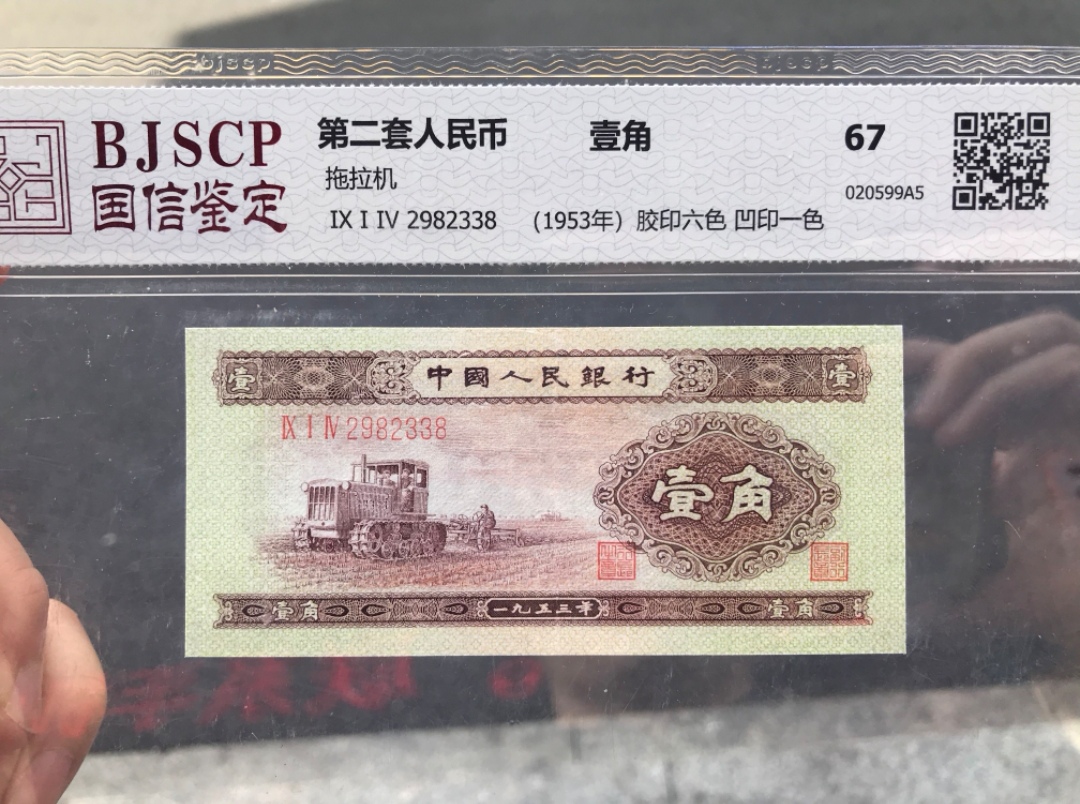 bjscp bjscp
BJSCP
国信鉴定
第二套人民币 壹角 67
拖拉机
020599A5
IX I IV 2982338 (1953年) 胶印六色 凹印一色
壹 中國人民銀行 壹
IX I IV 2982338
壹角
壹角 一九五三年 壹角